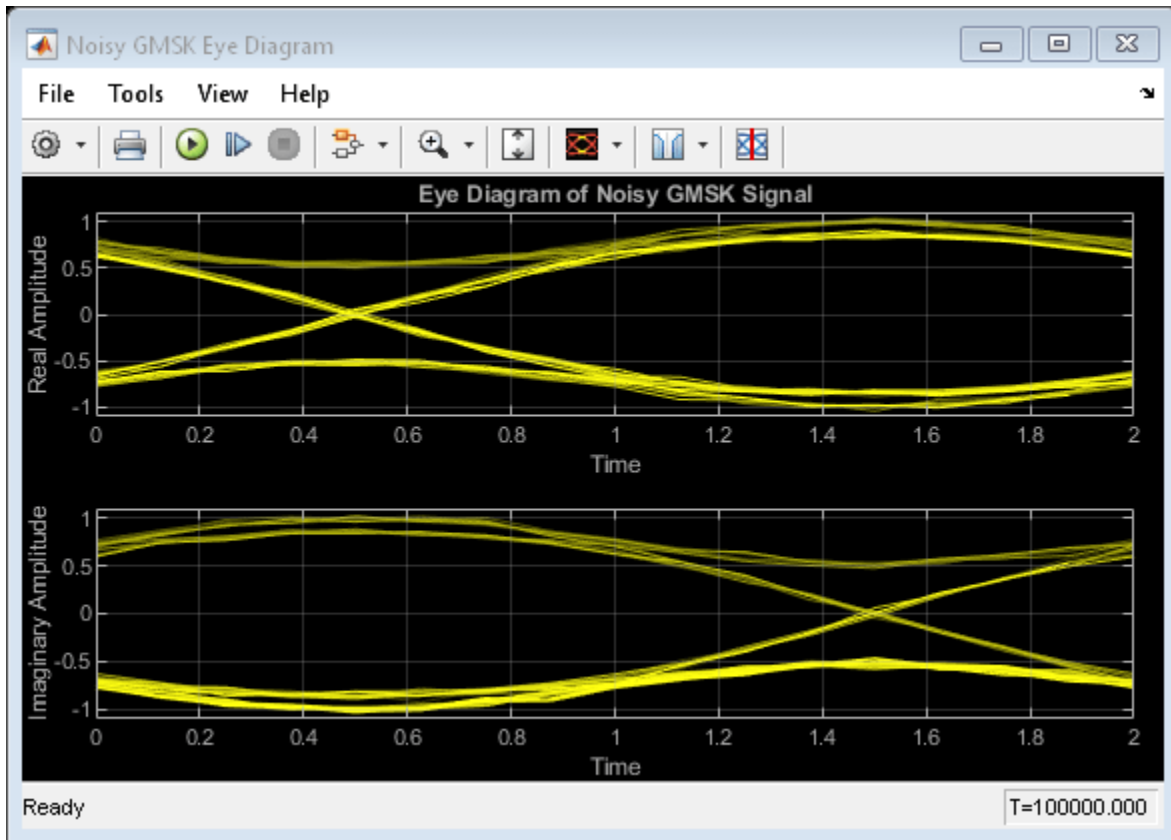 Noisy GMSK Eye Diagram
File Tools View Help
Eye Diagram of Noisy GMSK Signal
Real Amplitude
1
0.5
0
-0.5
-1
0 0.2 0.4 0.6 0.8 1 1.2 1.4 1.6 1.8 2
Time
Imaginary Amplitude
1
0.5
0
-0.5
-1
0 0.2 0.4 0.6 0.8 1 1.2 1.4 1.6 1.8 2
Time
Ready T=100000.000